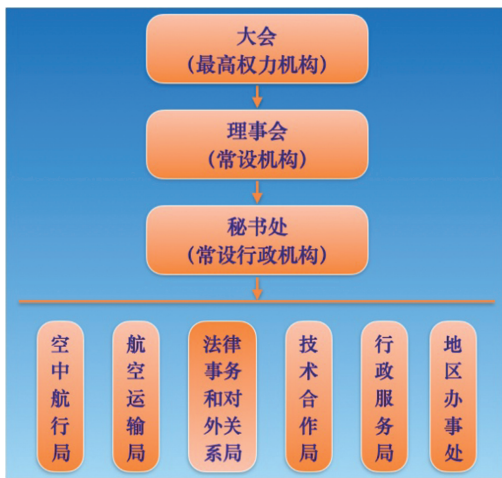 大会
（最高权力机构）
理事会
（常设机构）
秘书处
（常设行政机构）
空中航行局
航空运输局
法律
事务
和对
外关
系局
技术合作局
行政服务局
地区办事处